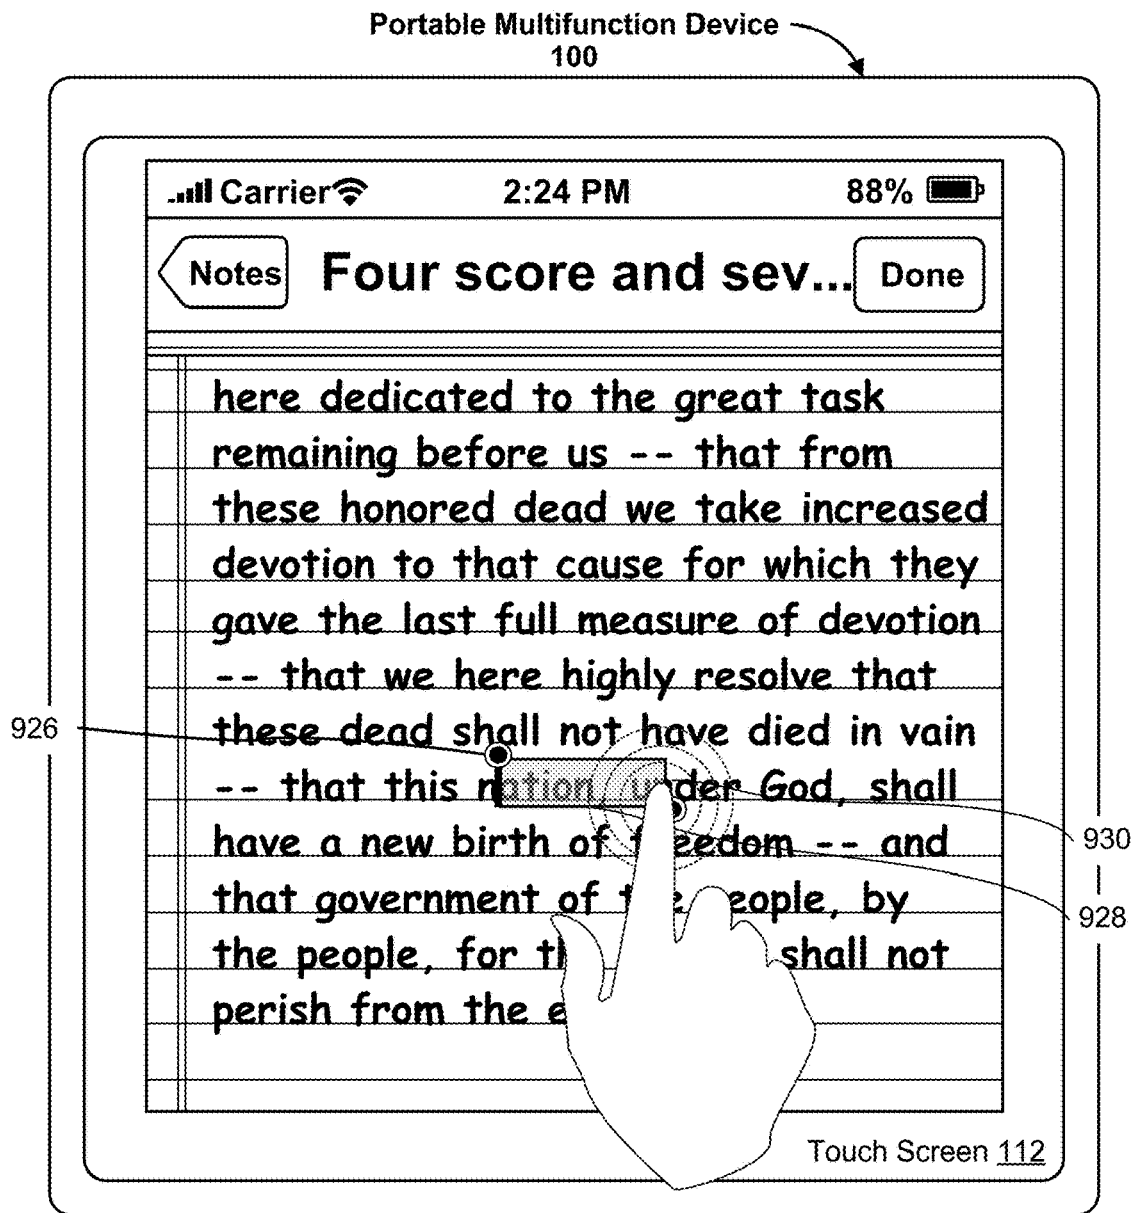 Portable Multifunction Device
100
Carrier 2:24 PM 88%
Notes Four score and sev... Done
here dedicated to the great task
remaining before us -- that from
these honored dead we take increased
devotion to that cause for which they
gave the last full measure of devotion
-- that we here highly resolve that
these dead shall not have died in vain
926
-- that this nation, under God, shall
930
have a new birth of freedom -- and
that government of the people, by
928
the people, for shall not
perish from the
Touch Screen 112